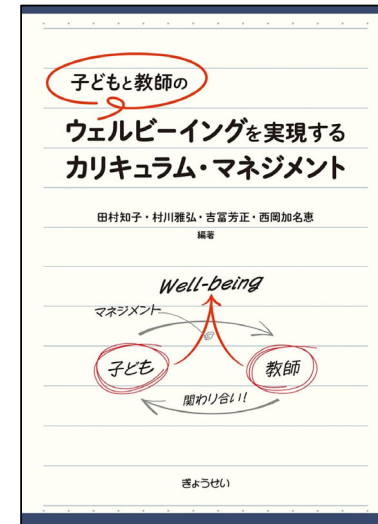 子どもと教師の
ウェルビーイングを実現する
カリキュラム・マネジメント
田村知子・村川雅弘・吉冨芳正・西岡加名恵
編著
Well-being
マネジメント
子ども
教師
関わり合い!
ぎょうせい